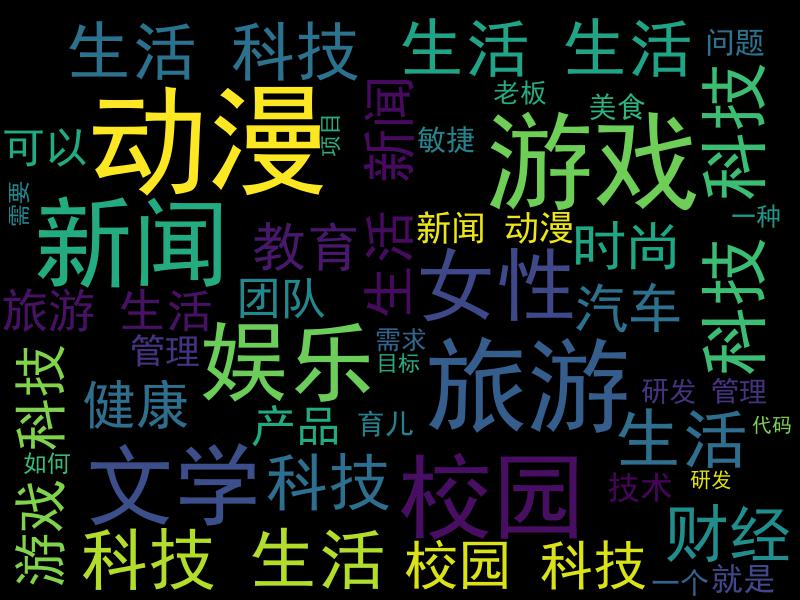 生活 科技
生活
生活
问题
动漫
项目
新闻
老板
美食
科技
可以
敏捷
游戏
需要
新闻
教育
生活
新闻 动漫
时尚
一种
科技
旅游 生活
团队
女性
汽车
管理
娱乐
需求
目标
旅游
研发 管理
科技
健康
产品
育儿
生活
代码
如何
文学
科技
校园
技术
研发
游戏
科技 生活
校园 科技
财经
一个
就是